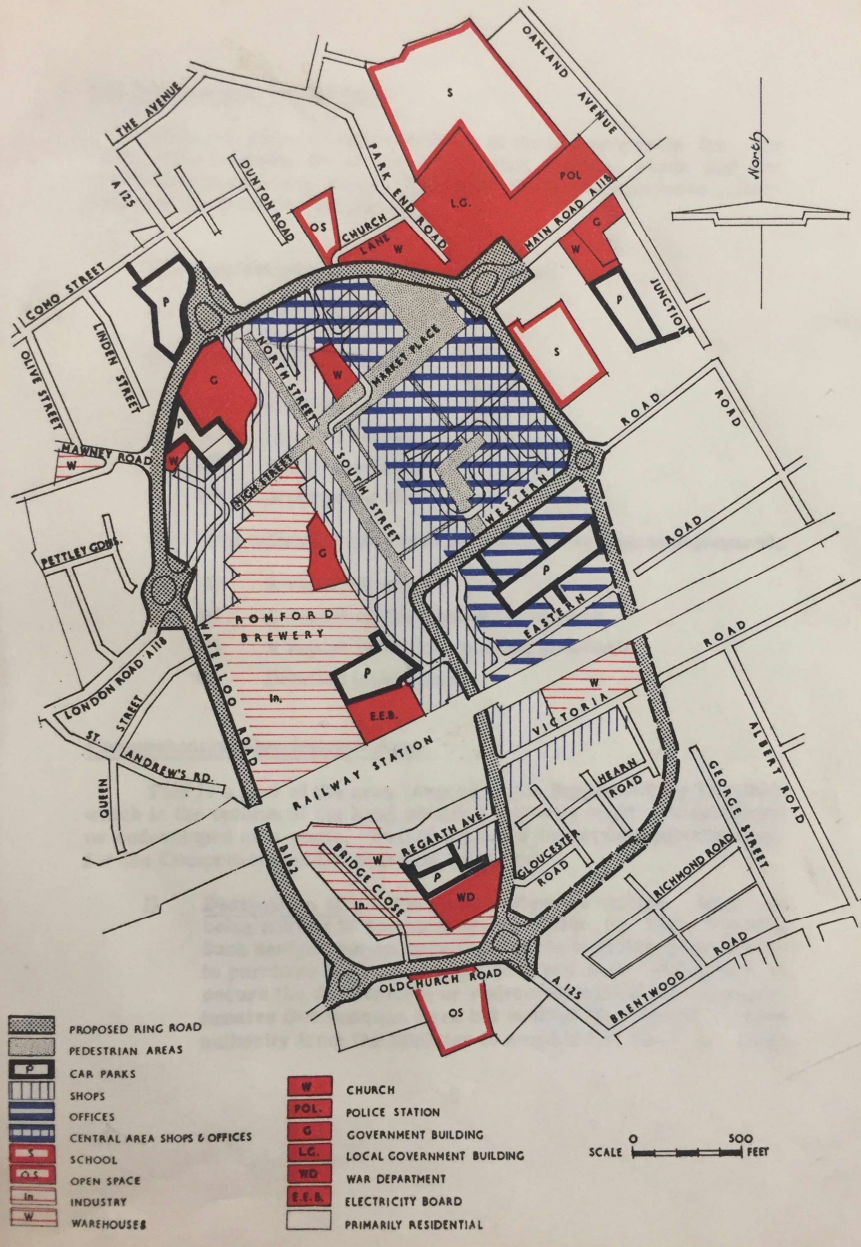 OAKLAND AVENUE
THE AVENUE
S
North
A 125
PARK END ROAD
DUNTON ROAD
POL
L.G.
MAIN ROAD A118
OS
CHURCH LANE
W
G
W
COMO STREET
P
P
JUNCTION
ROAD
LINDEN STREET
OLIVE STREET
NORTH STREET
MARKET PLACE
S
G
W
P
ROAD
MAWNEY ROAD
W
W
HIGH STREET
SOUTH STREET
WESTERN
G
ROAD
PETTLEY GDNS.
P
EASTERN
ROMFORD
BREWERY
ROAD
WATERLOO ROAD
LONDON ROAD A118
In.
P
E.E.B.
W
VICTORIA
STREET
ST. ANDREW'S RD.
QUEEN
RAILWAY STATION
ALBERT ROAD
HEARN
ROAD
GEORGE STREET
B162
REGARTH AVE.
W
BRIDGE CLOSE
P
GLOUCESTER
ROAD
RICHMOND ROAD
In.
WD
BRENTWOOD ROAD
OLDCHURCH ROAD
A 125
OS
PROPOSED RING ROAD
PEDESTRIAN AREAS
P CAR PARKS
SHOPS
OFFICES
CENTRAL AREA SHOPS & OFFICES
S SCHOOL
OS OPEN SPACE
In INDUSTRY
W. WAREHOUSES
W CHURCH
POL. POLICE STATION
G GOVERNMENT BUILDING
L.G. LOCAL GOVERNMENT BUILDING
WD WAR DEPARTMENT
E.E.B. ELECTRICITY BOARD
PRIMARILY RESIDENTIAL
0 500
SCALE FEET